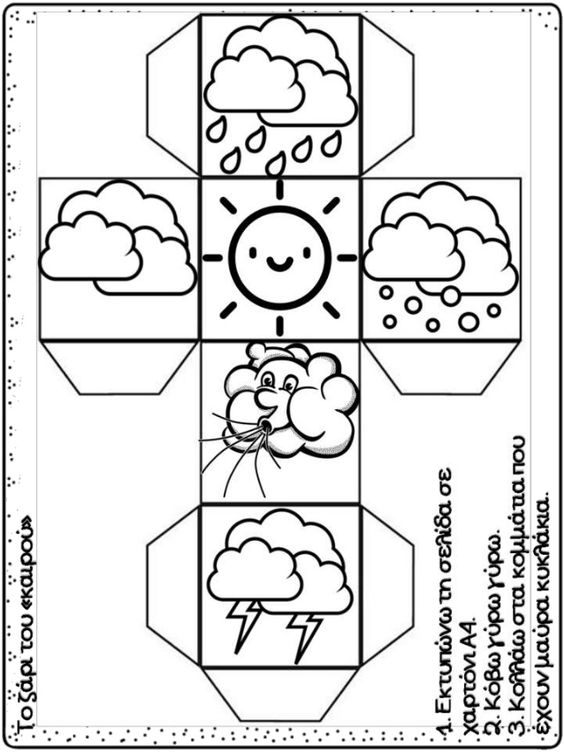 Το ζάρι του «καιρού»
1. Εκτυπώνω τη σελίδα σε
χαρτόνι Α4.
2. Κόβω γύρω γύρω.
3. Κολλάω στα κομμάτια που
έχουν μαύρα κυκλάκια.